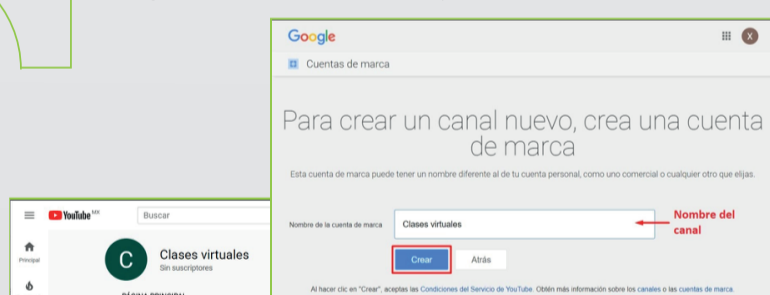 Google
X
Cuentas de marca
Para crear un canal nuevo, crea una cuenta
de marca
Esta cuenta de marca puede tener un nombre diferente al de tu cuenta personal, como uno comercial o cualquier otro que elijas.
Nombre de la cuenta de marca
Clases virtuales
Nombre del
canal
Crear
Atrás
Al hacer clic en "Crear", aceptas las Condiciones del Servicio de YouTube. Obtén más información sobre los canales o las cuentas de marca.
YouTube MX
Buscar
Principal
C
Clases virtuales
Sin suscriptores
PÁGINA PRINCIPAL